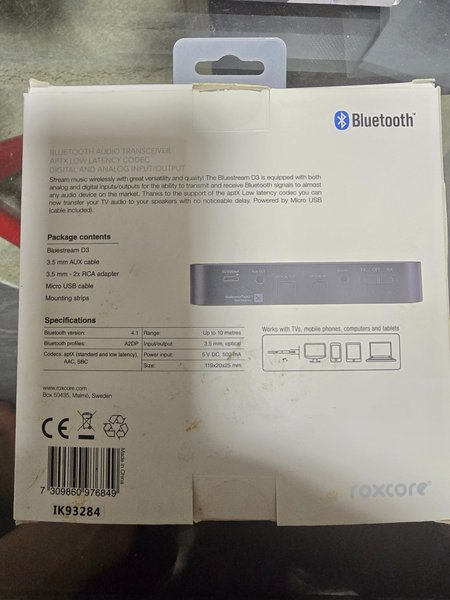 Bluetooth™
BLUETOOTH AUDIO TRANSCEIVER
APTX LOW LATENCY CODEC
DIGITAL AND ANALOG INPUT/OUTPUT
Stream music wirelessly with great versatility and quality! The Bluestream D3 is equipped with both
analog and digital inputs/outputs for the ability to transmit and receive Bluetooth signals to almost
any audio device on the market. Thanks to the support of the aptX Low latency codec you can
now transfer your TV audio to your speakers with no noticeable delay. Powered by Micro USB
(cable included).
Package contents
Bluestream D3
3.5 mm AUX cable
3.5 mm - 2x RCA adapter
Micro USB cable
Mounting strips
TX OFF RX
Specifications
Bluetooth version: 4.1 Range: Up to 10 metres
Bluetooth profiles: A2DP Input/output: 3.5 mm, optical
Codecs: aptX (standard and low latency), Power input: 5 V DC, 500 mA
AAC, SBC Size: 119x20x25 mm
Works with TVs, mobile phones, computers and tablets
www.roxcore.com
Box 50435, Malmö, Sweden
CE
Made in China
7 309860 976849
IK93284
roxcore®